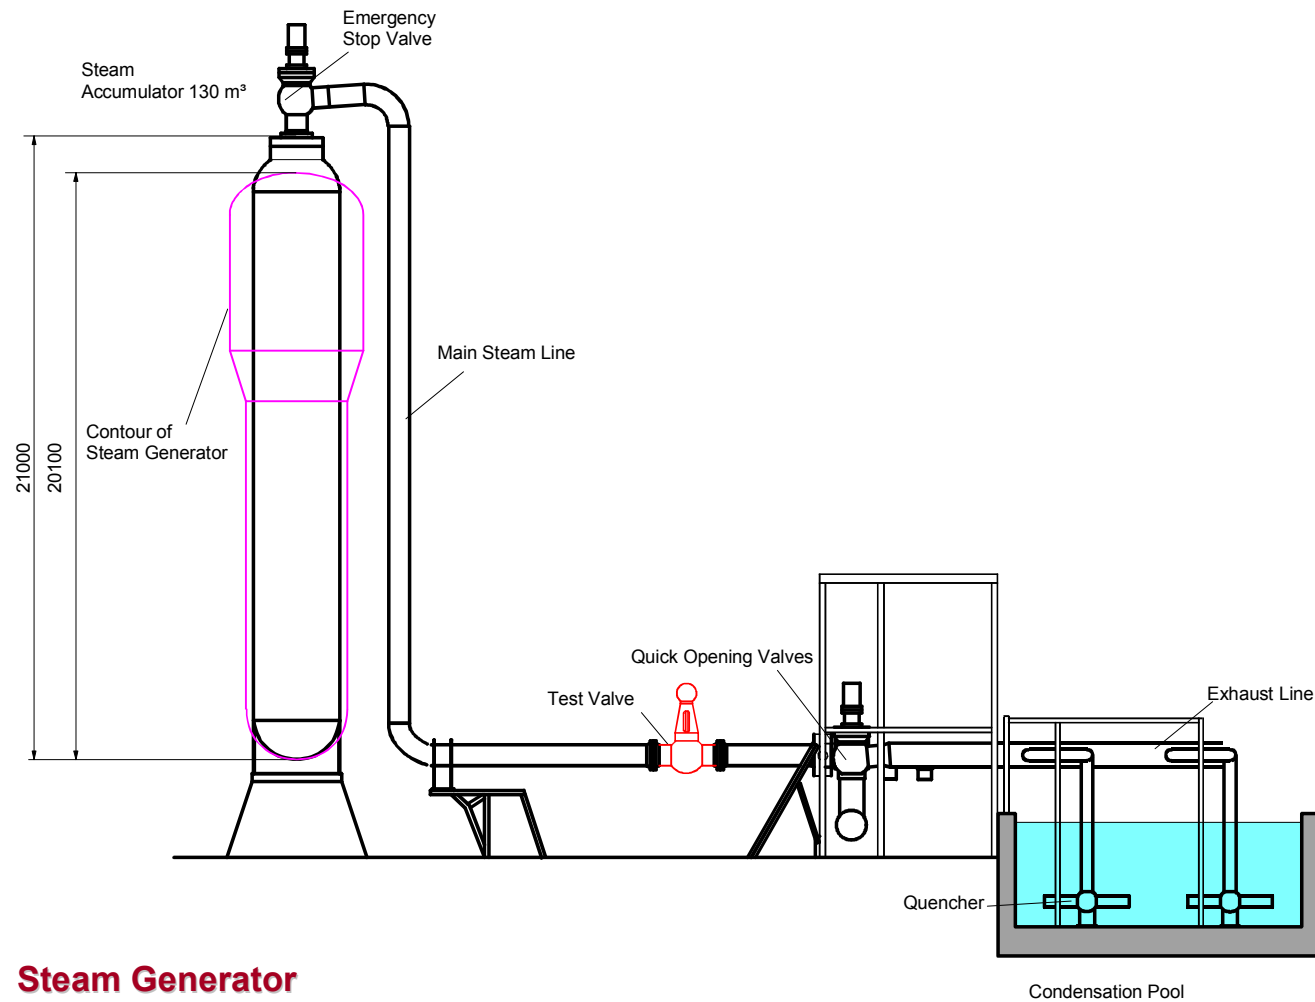 Emergency
Stop Valve
Steam
Accumulator 130 m³
Main Steam Line
Contour of
Steam Generator
21000
20100
Quick Opening Valves
Test Valve
Exhaust Line
Quencher
Steam Generator
Condensation Pool